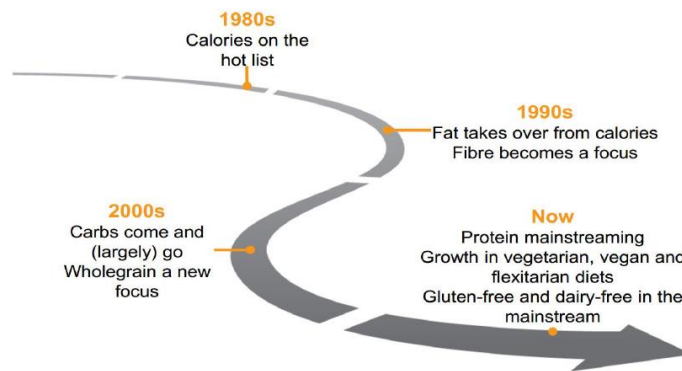 1980s
Calories on the
hot list
1990s
Fat takes over from calories
Fibre becomes a focus
2000s
Carbs come and
(largely) go
Wholegrain a new
focus
Now
Protein mainstreaming
Growth in vegetarian, vegan and
flexitarian diets
Gluten-free and dairy-free in the
mainstream